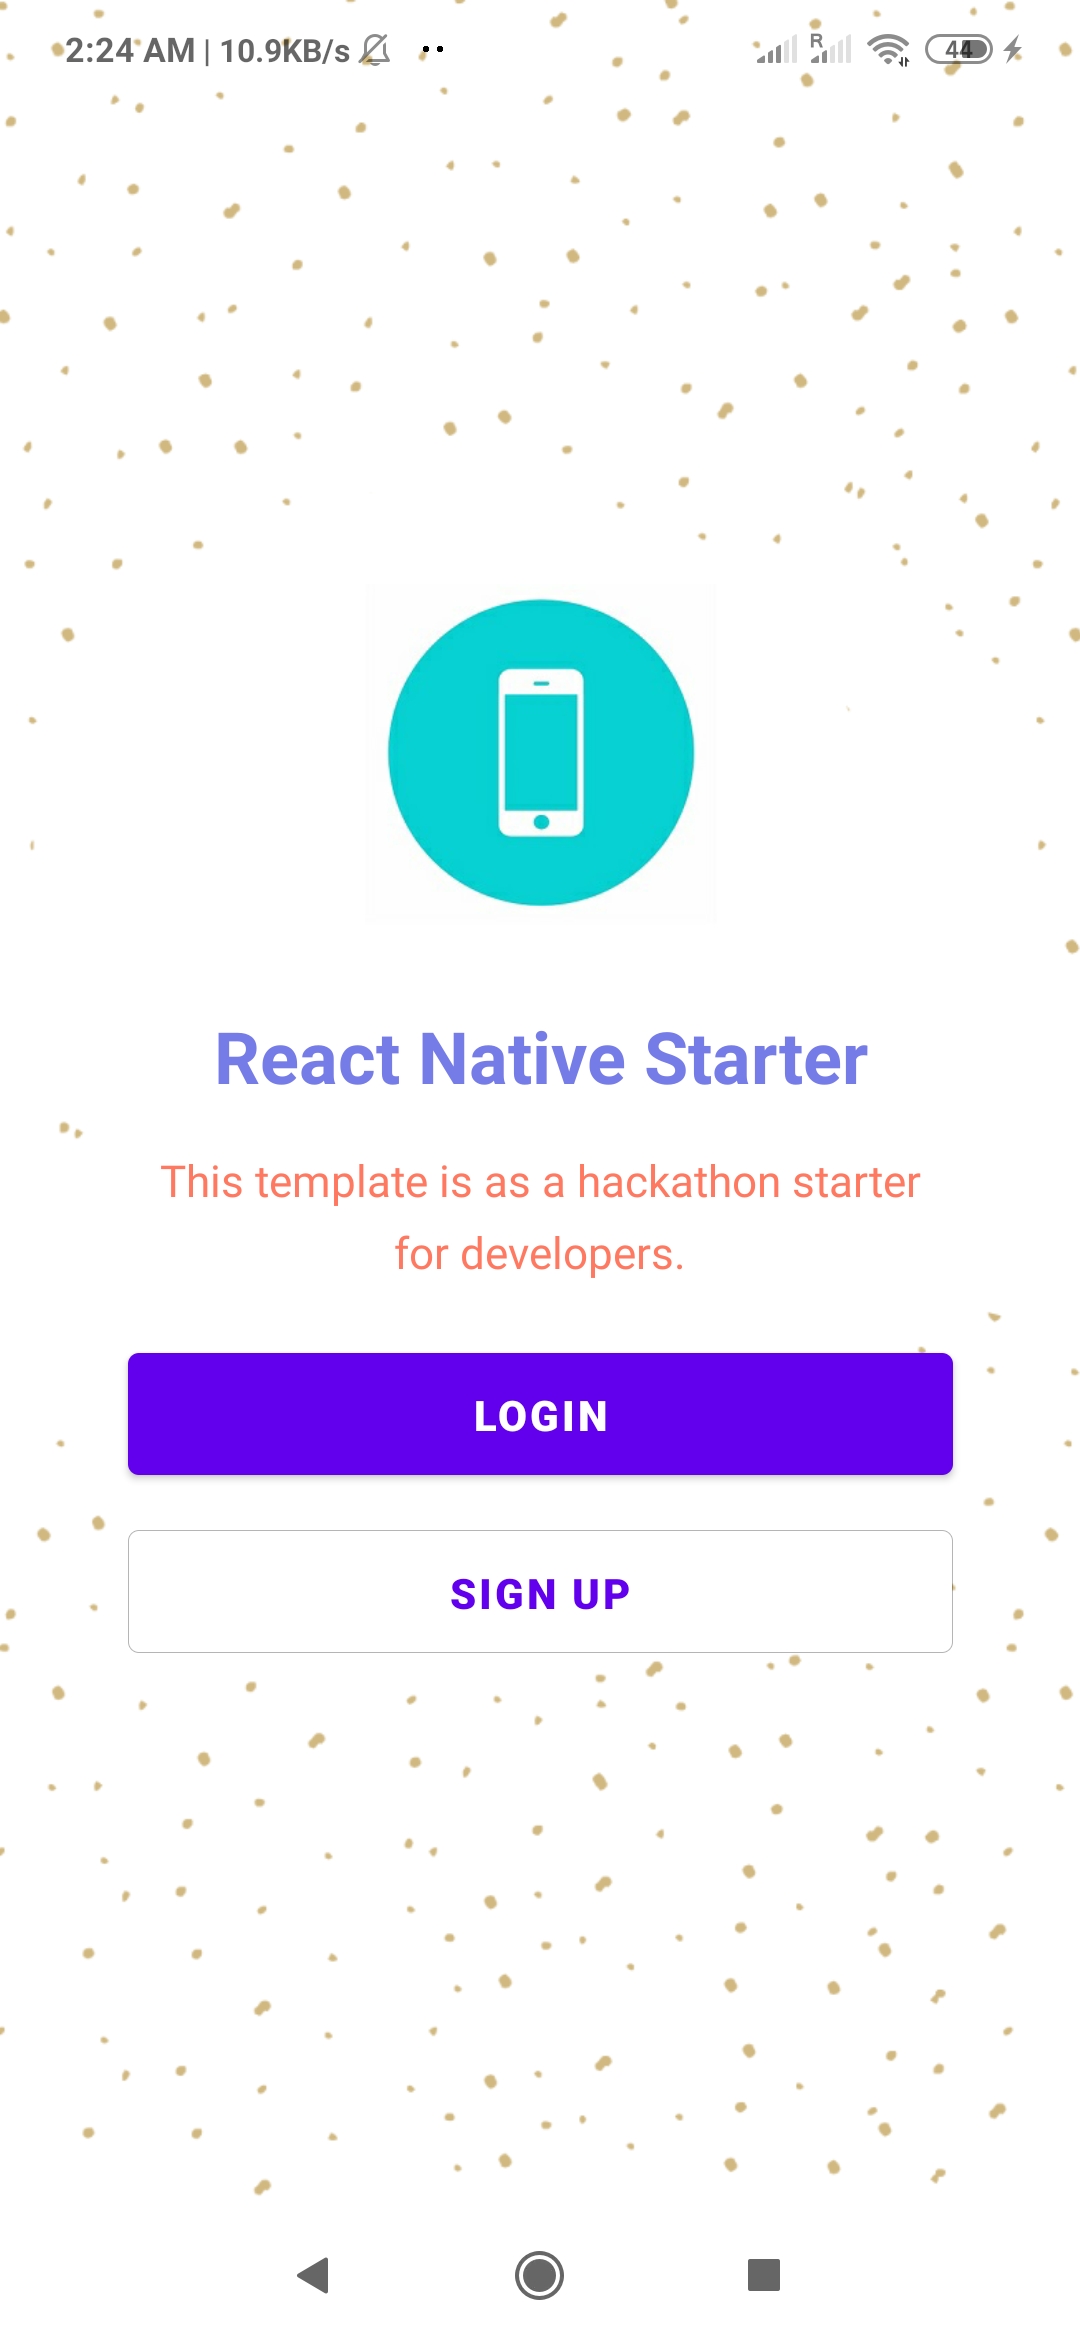 2:24 AM | 10.9KB/s R 44
React Native Starter
This template is as a hackathon starter
for developers.
LOGIN
SIGN UP